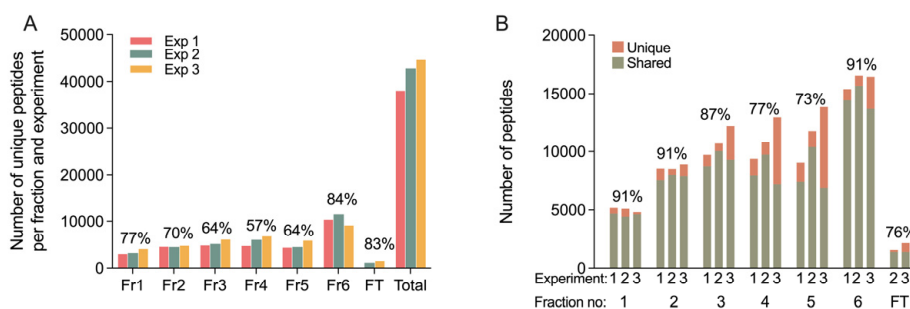 A
Number of unique peptides
per fraction and experiment
50000
40000
30000
20000
10000
0
Exp 1
Exp 2
Exp 3
77%
70%
64%
57%
64%
84%
83%
Fr1 Fr2 Fr3 Fr4 Fr5 Fr6 FT Total
B
Number of peptides
20000
15000
10000
5000
0
Unique
Shared
91%
91%
87%
77%
73%
91%
76%
Experiment: 1 2 3 1 2 3 1 2 3 1 2 3 1 2 3 1 2 3 2 3
Fraction no: 1 2 3 4 5 6 FT